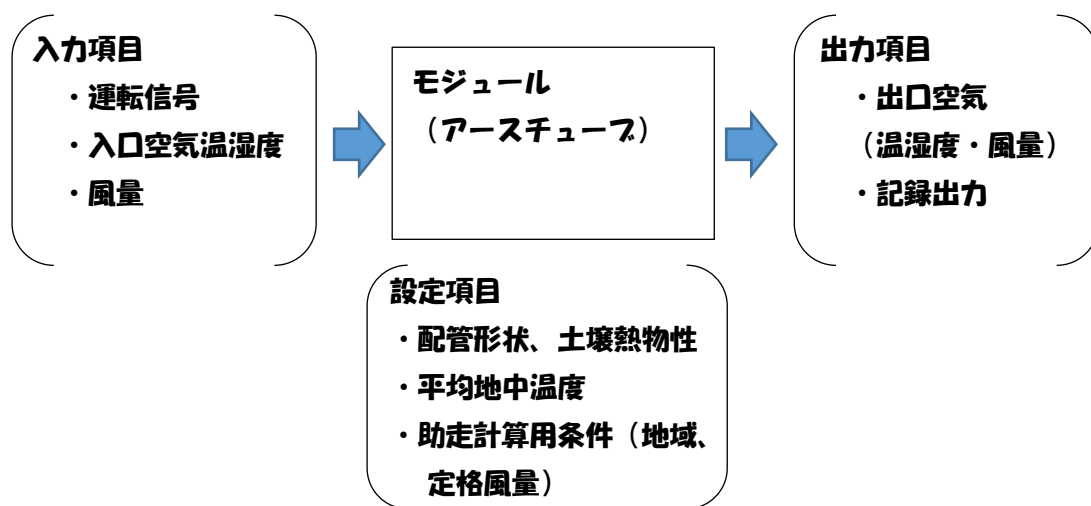 入力項目
・運転信号
・入口空気温湿度
・風量
モジュール
（アースチューブ）
出力項目
・出口空気
（温湿度・風量）
・記録出力
設定項目
・配管形状、土壌熱物性
・平均地中温度
・助走計算用条件（地域、
定格風量）